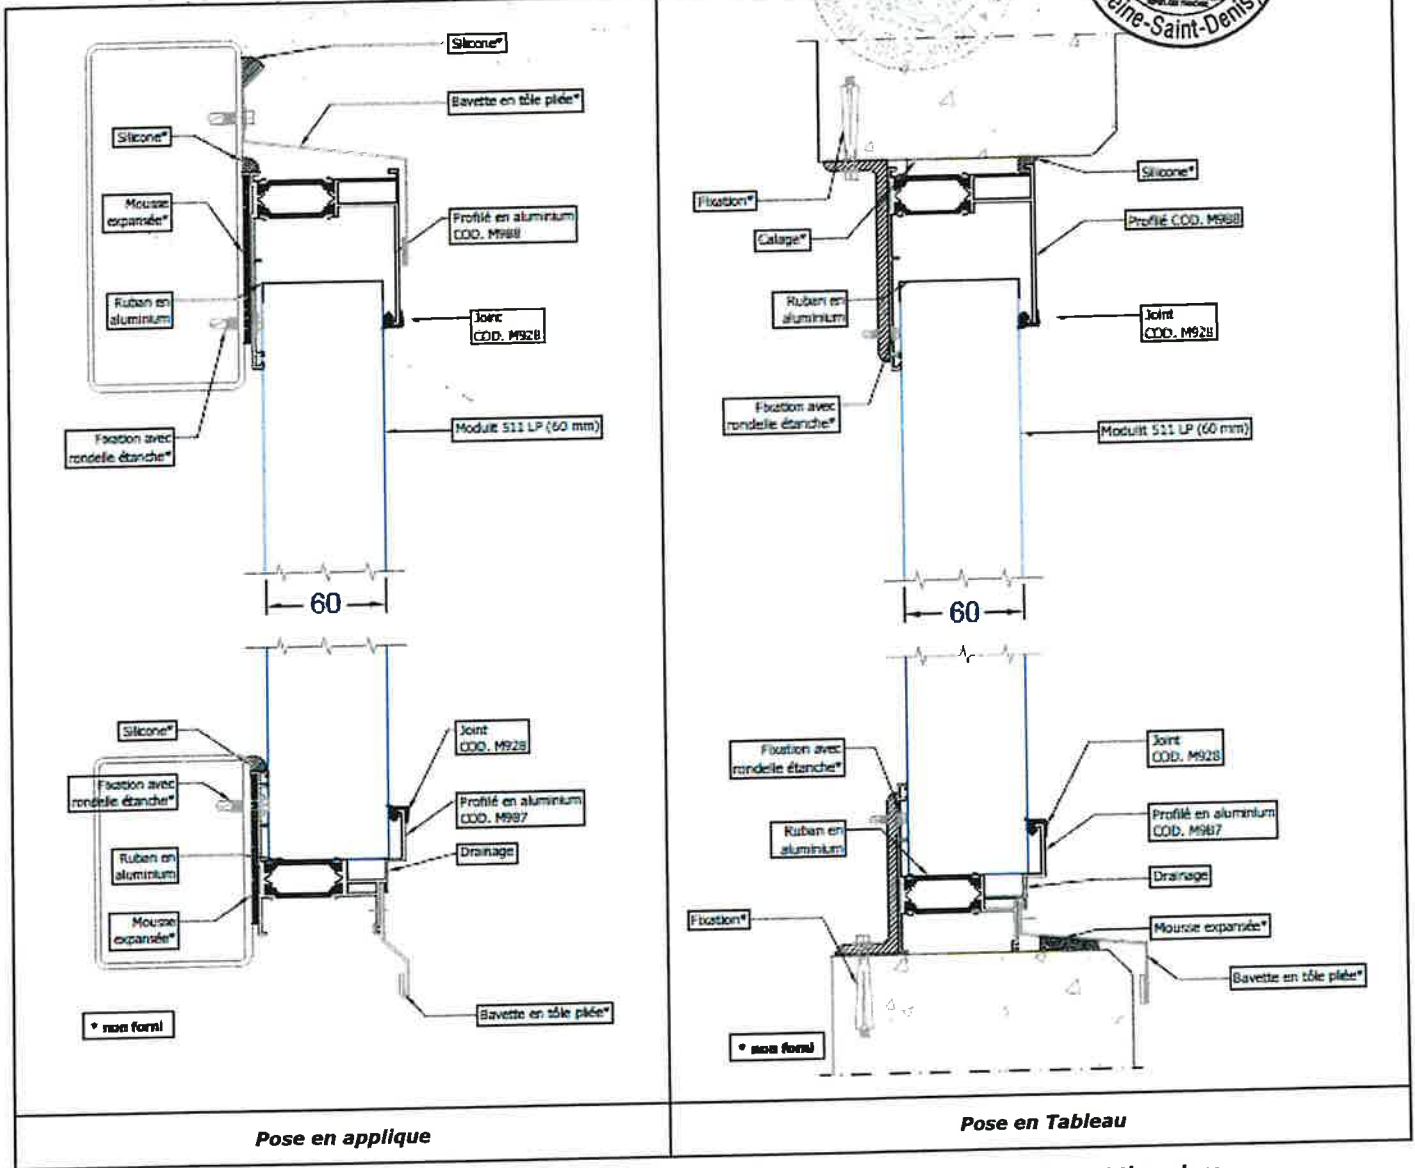 Seine-Saint-Denis
Silicone*
Bavette en tôle pliée*
Silicone*
Mousse
expansée*
Profilé en aluminium
COD. M988
Ruban en
aluminium
Joint
COD. M928
Fixation avec
rondelle étanche*
Modulit 511 LP (60 mm)
60
Silicone*
Joint
COD. M928
Fixation avec
rondelle étanche*
Profilé en aluminium
COD. M987
Ruban en
aluminium
Drainage
Mousse
expansée*
Bavette en tôle pliée*
* non forni
Pose en applique
Silicone*
Fixation*
Profilé COD. M988
Calage*
Ruban en
aluminium
Joint
COD. M928
Fixation avec
rondelle étanche*
Modulit 511 LP (60 mm)
60
Fixation avec
rondelle étanche*
Joint
COD. M928
Ruban en
aluminium
Profilé en aluminium
COD. M987
Drainage
Fixation*
Mousse expansée*
Bavette en tôle pliée*
* non forni
Pose en Tableau